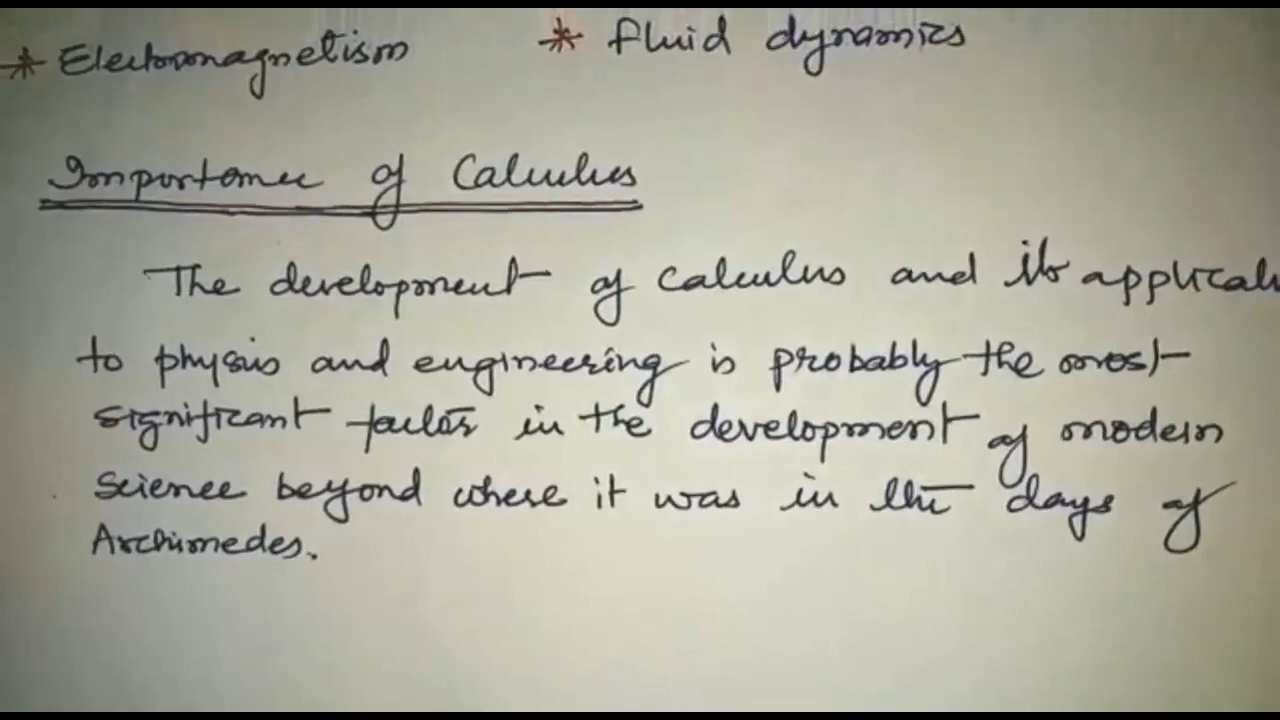 * Electromagnetism * fluid dynamics
Importance of Calculus
The development of calculus and its applicati
to physis and engineering is probably the most
significant factor in the development of modern
science beyond where it was in the days of
Archimedes.